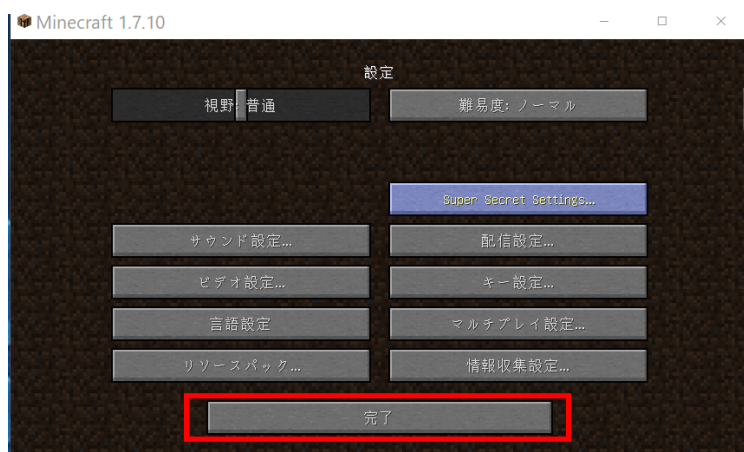 Minecraft 1.7.10
設定
視野: 普通
難易度: ノーマル
Super Secret Settings...
サウンド設定...
配信設定...
ビデオ設定...
キー設定...
言語設定
マルチプレイ設定...
リソースパック...
情報収集設定...
完了